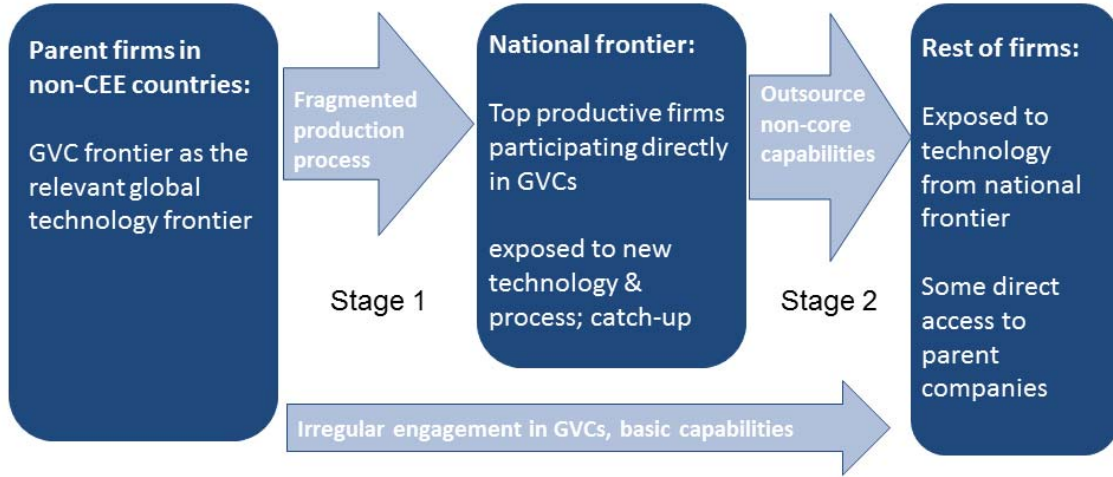 Parent firms in
non-CEE countries:
GVC frontier as the
relevant global
technology frontier
Fragmented
production
process
Stage 1
National frontier:
Top productive firms
participating directly
in GVCs
exposed to new
technology &
process; catch-up
Outsource
non-core
capabilities
Stage 2
Rest of firms:
Exposed to
technology
from national
frontier
Some direct
access to
parent
companies
Irregular engagement in GVCs, basic capabilities